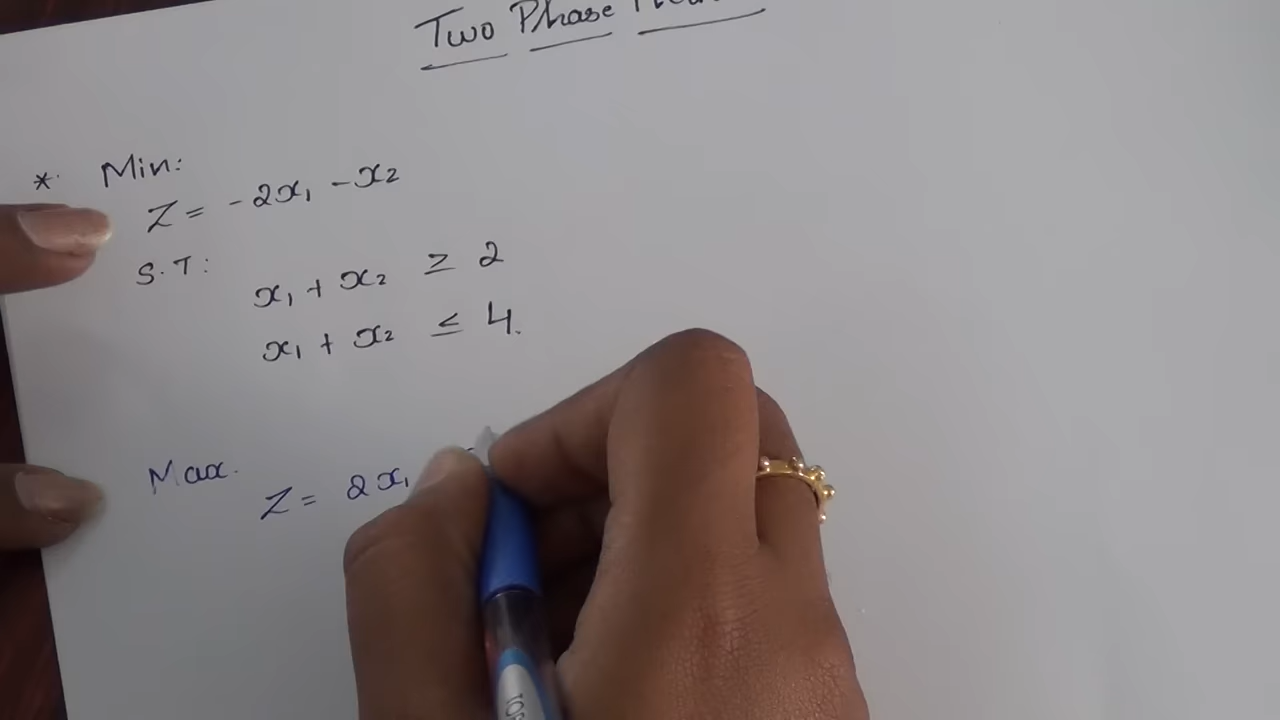 Two Phase
* Min:
Z = -2x₁ - x₂
S.T:
x₁ + x₂ ≥ 2
x₁ + x₂ ≤ 4.
Max.
Z = 2x₁